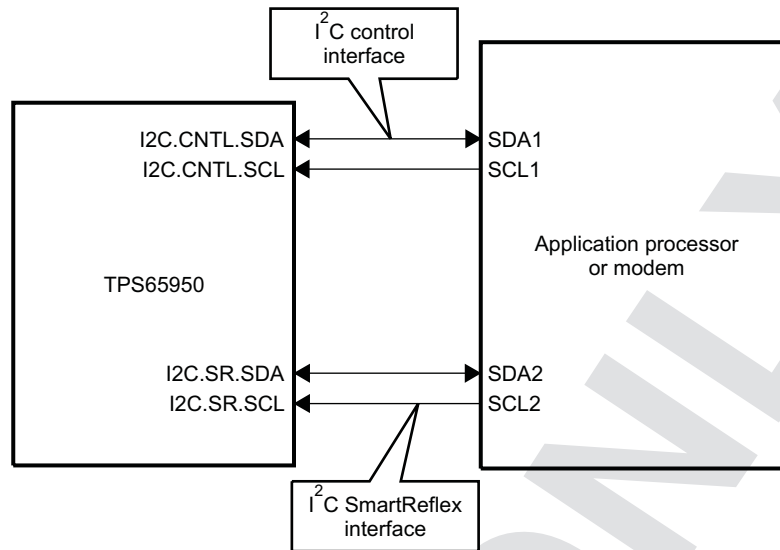 I²C control
interface
I2C.CNTL.SDA
SDA1
I2C.CNTL.SCL
SCL1
TPS65950
Application processor
or modem
I2C.SR.SDA
SDA2
I2C.SR.SCL
SCL2
I²C SmartReflex
interface